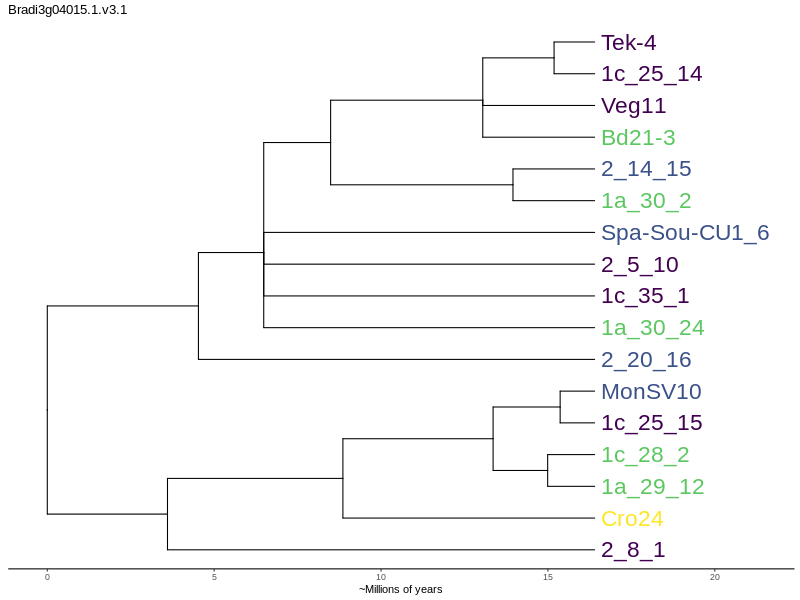 Bradi3g04015.1.v3.1
Tek-4
1c_25_14
Veg11
Bd21-3
2_14_15
1a_30_2
Spa-Sou-CU1_6
2_5_10
1c_35_1
1a_30_24
2_20_16
MonSV10
1c_25_15
1c_28_2
1a_29_12
Cro24
2_8_1
0 5 10 15 20
~Millions of years